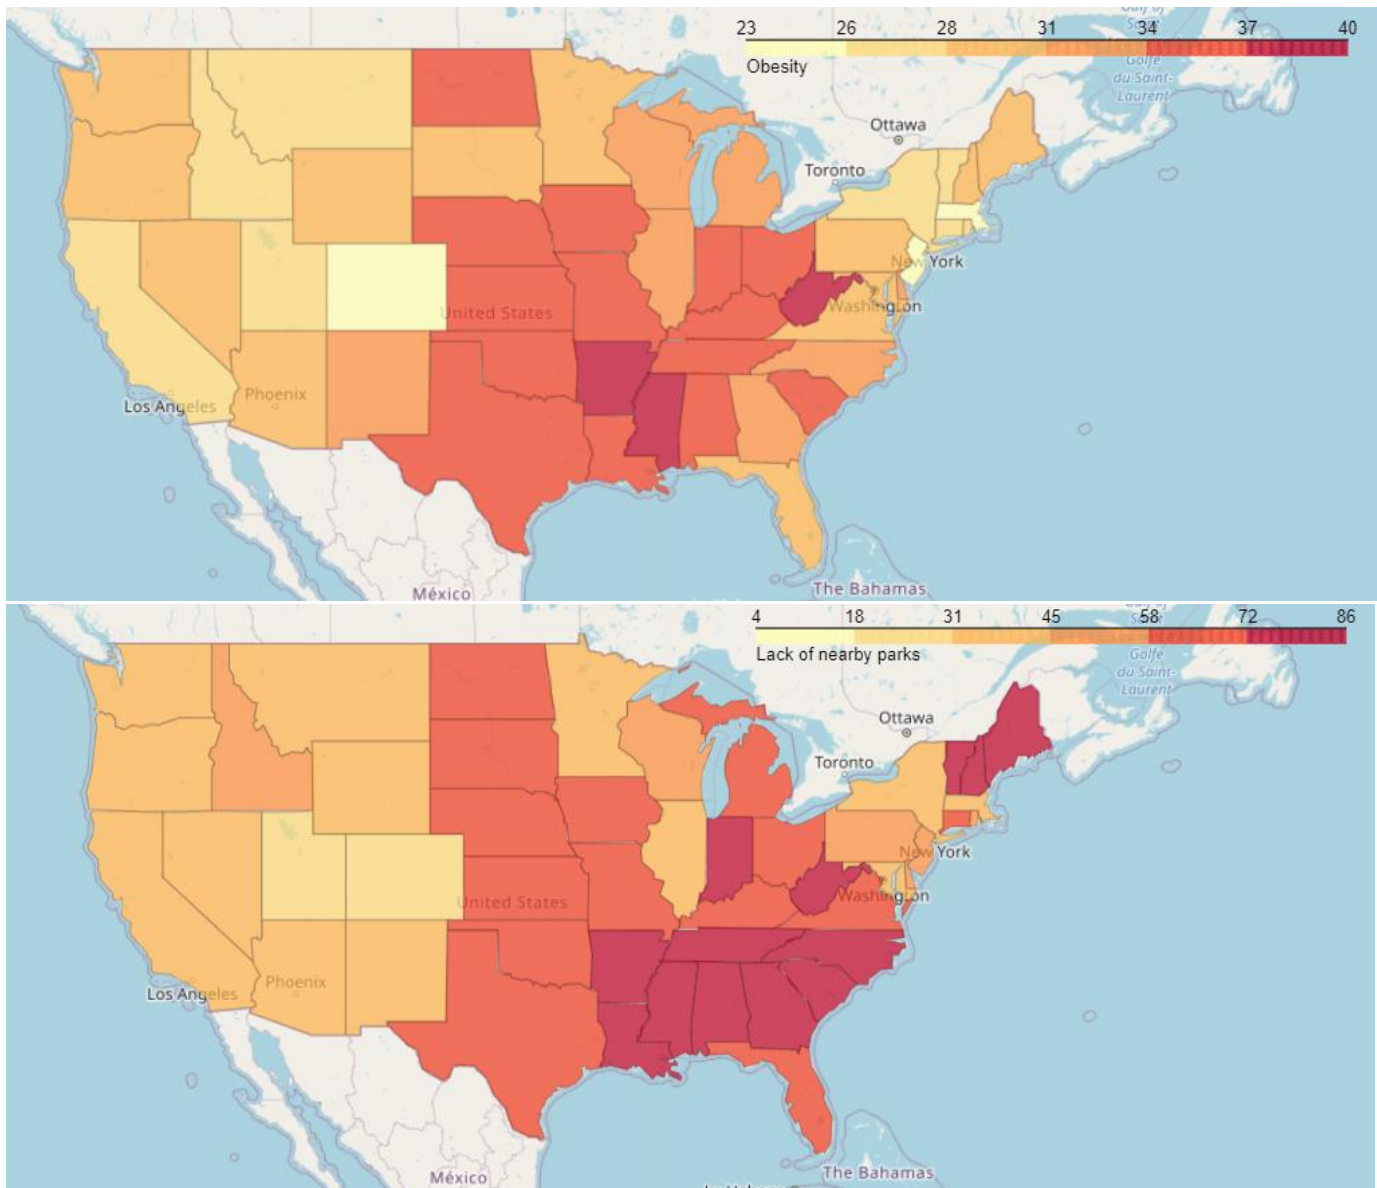 Golfe
du Saint-
Laurent
23 26 28 31 34 37 40
Obesity
Ottawa
Toronto
New York
United States
Washington
Phoenix
Los Angeles
The Bahamas
México
4 18 31 45 58 72 86
Lack of nearby parks
Golfe
du Saint-
Laurent
Ottawa
Toronto
New York
United States
Washington
Phoenix
Los Angeles
The Bahamas
México